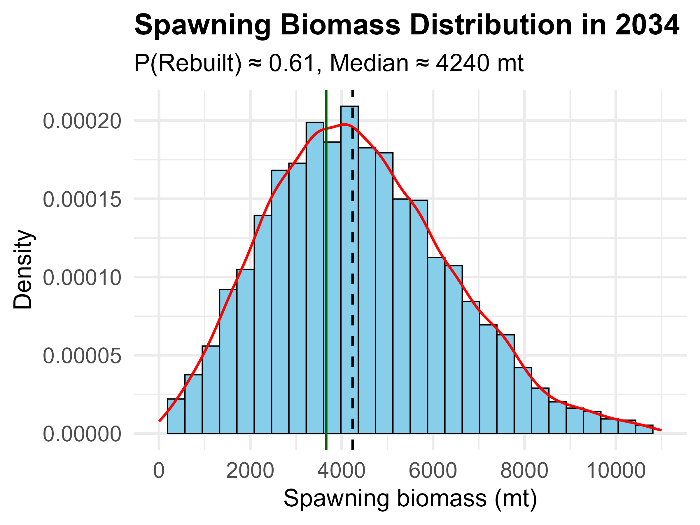 Spawning Biomass Distribution in 2034
P(Rebuilt) ≈ 0.61, Median ≈ 4240 mt
Density
0.00020
0.00015
0.00010
0.00005
0.00000
0 2000 4000 6000 8000 10000
Spawning biomass (mt)